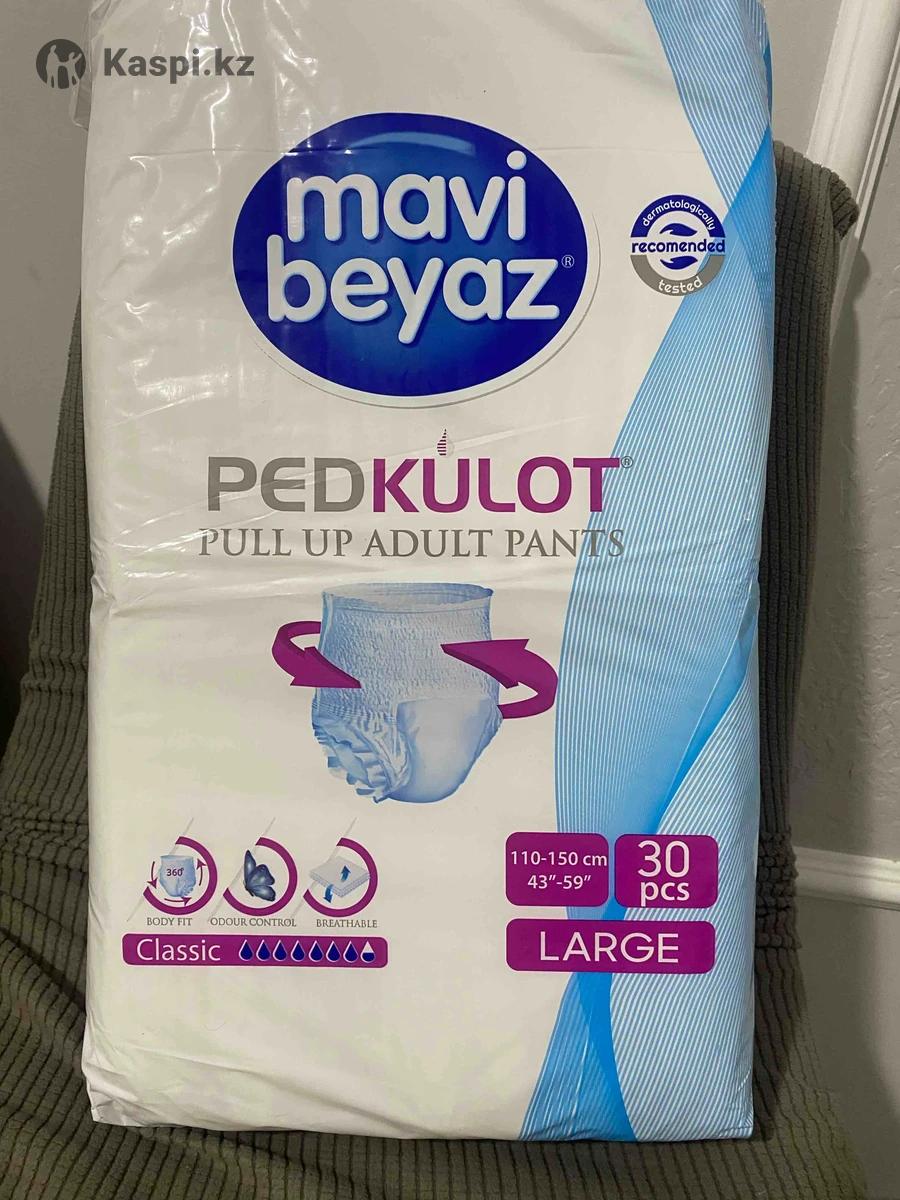 Kaspi.kz
mavi
beyaz®
dermatologically
recomended
tested
PEDKÜLOT®
PULL UP ADULT PANTS
360°
BODY FIT
ODOUR CONTROL
BREATHABLE
Classic
110-150 cm
43”-59”
30
pcs
LARGE